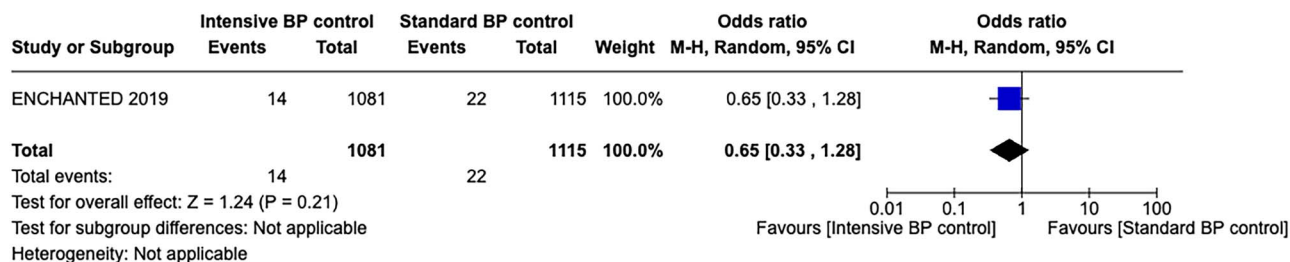 Intensive BP control Standard BP control Odds ratio Odds ratio
Study or Subgroup Events Total Events Total Weight M-H, Random, 95% CI M-H, Random, 95% CI
ENCHANTED 2019 14 1081 22 1115 100.0% 0.65 [0.33 , 1.28]
Total 1081 1115 100.0% 0.65 [0.33 , 1.28]
Total events: 14 22
Test for overall effect: Z = 1.24 (P = 0.21)
0.01 0.1 1 10 100
Test for subgroup differences: Not applicable Favours [Intensive BP control] Favours [Standard BP control]
Heterogeneity: Not applicable